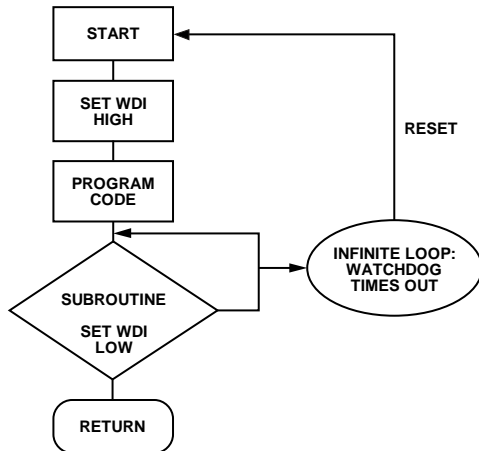 START
SET WDI
HIGH
RESET
PROGRAM
CODE
INFINITE LOOP:
WATCHDOG
TIMES OUT
SUBROUTINE
SET WDI
LOW
RETURN